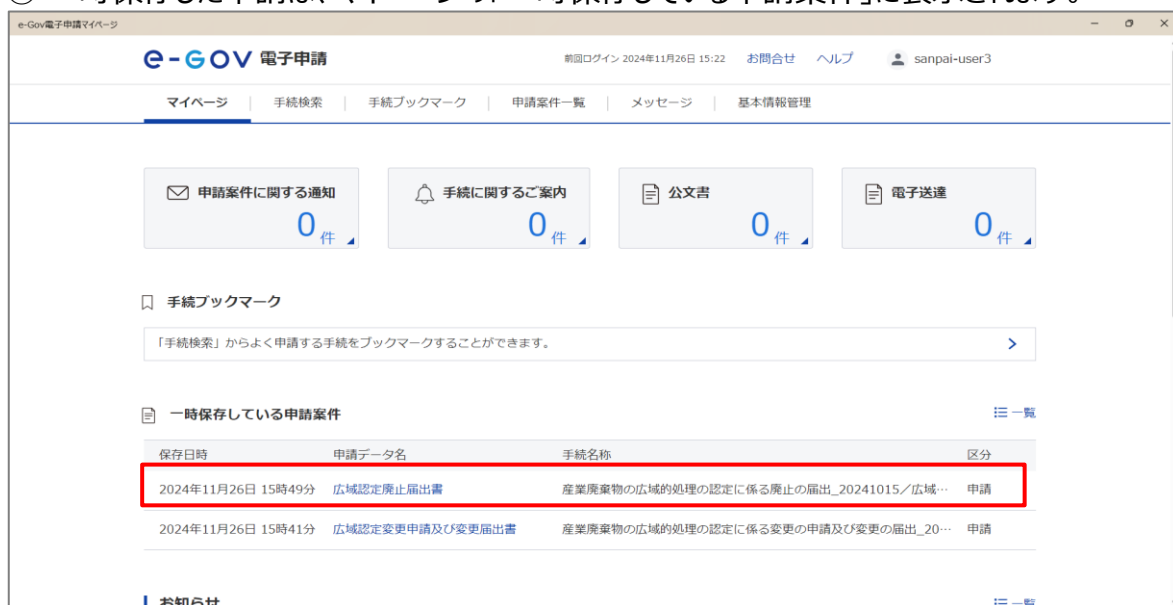 e-Gov電子申請マイページ
e-GOV 電子申請 前回ログイン 2024年11月26日 15:22 お問合せ ヘルプ sanpai-user3
マイページ 手続検索 手続ブックマーク 申請案件一覧 メッセージ 基本情報管理
申請案件に関する通知 手続に関するご案内 公文書 電子送達
0件 0件 0件 0件
手続ブックマーク
「手続検索」からよく申請する手続をブックマークすることができます。
一時保存している申請案件 一覧
保存日時 申請データ名 手続名称 区分
2024年11月26日 15時49分 広域認定廃止届出書 産業廃棄物の広域的処理の認定に係る廃止の届出_20241015／広域… 申請
2024年11月26日 15時41分 広域認定変更申請及び変更届出書 産業廃棄物の広域的処理の認定に係る変更の申請及び変更の届出_20… 申請
お知らせ 一覧